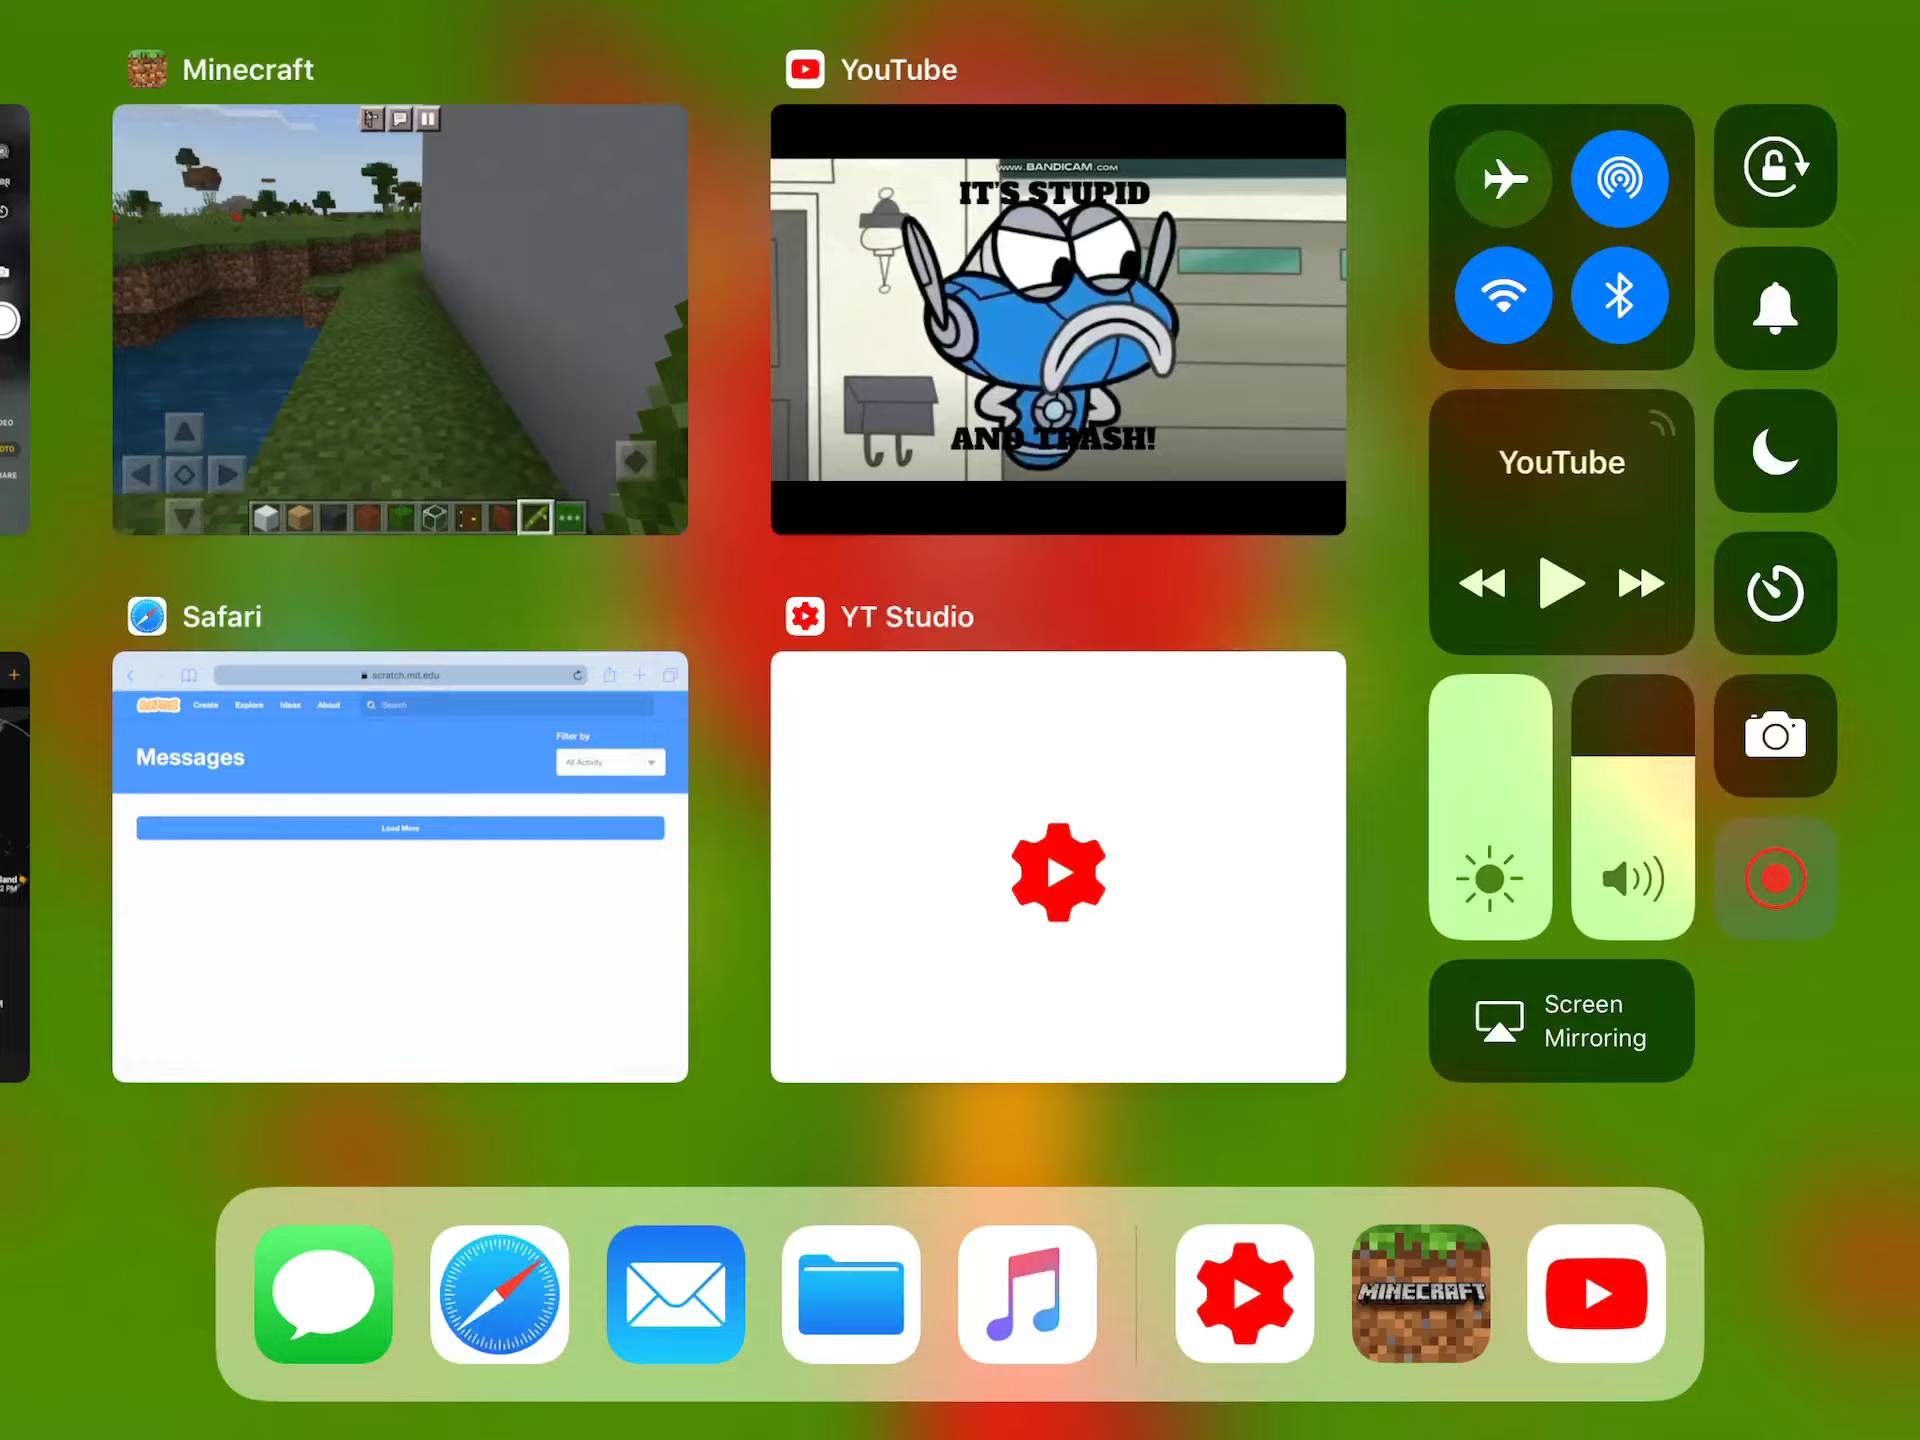 Minecraft
YouTube
www.BANDICAM.com
IT'S STUPID
AND TRASH!
YouTube
Safari
YT Studio
scratch.mit.edu
Create Explore Ideas About Search
Messages
Filter by
All Activity
Load More
Screen
Mirroring
MINECRAFT